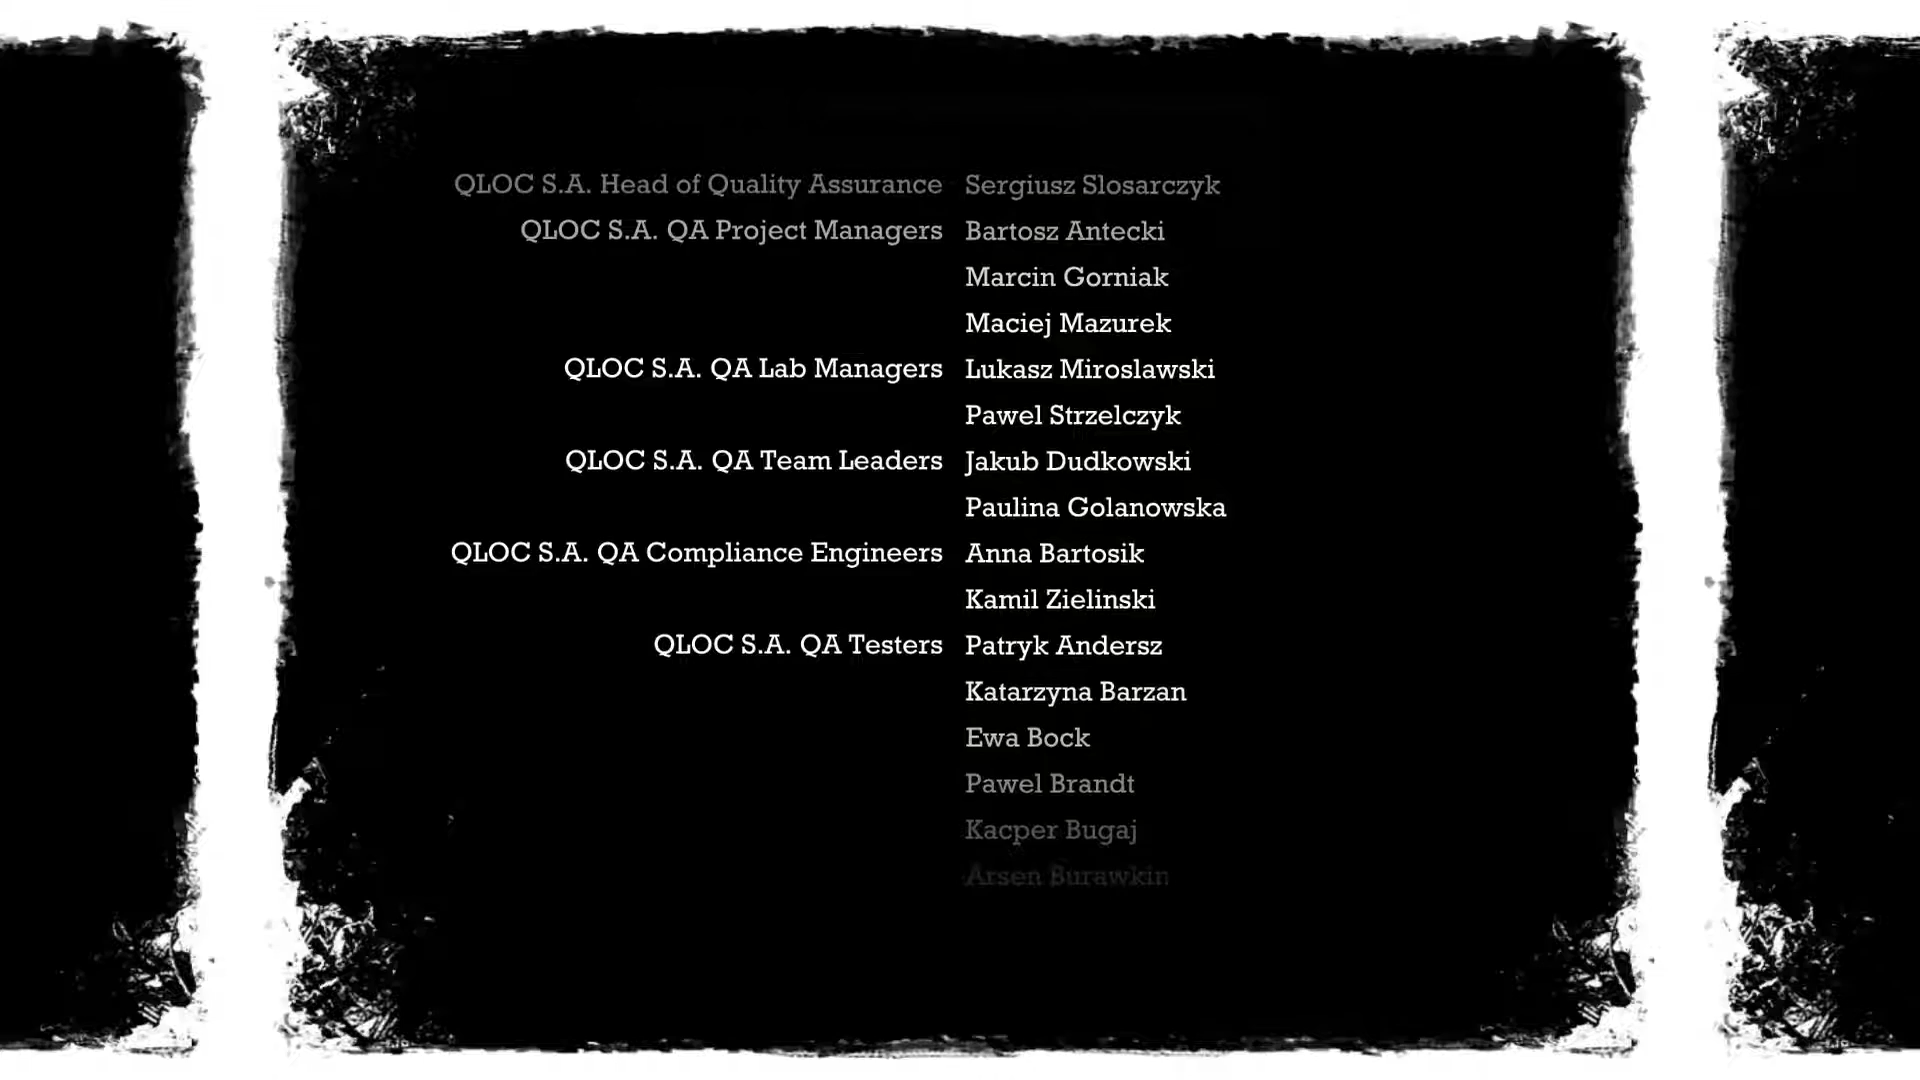 QLOC S.A. Head of Quality Assurance Sergiusz Slosarczyk
QLOC S.A. QA Project Managers Bartosz Antecki
Marcin Gorniak
Maciej Mazurek
QLOC S.A. QA Lab Managers Lukasz Miroslawski
Pawel Strzelczyk
QLOC S.A. QA Team Leaders Jakub Dudkowski
Paulina Golanowska
QLOC S.A. QA Compliance Engineers Anna Bartosik
Kamil Zielinski
QLOC S.A. QA Testers Patryk Andersz
Katarzyna Barzan
Ewa Bock
Pawel Brandt
Kacper Bugaj
Arsen Burawkin